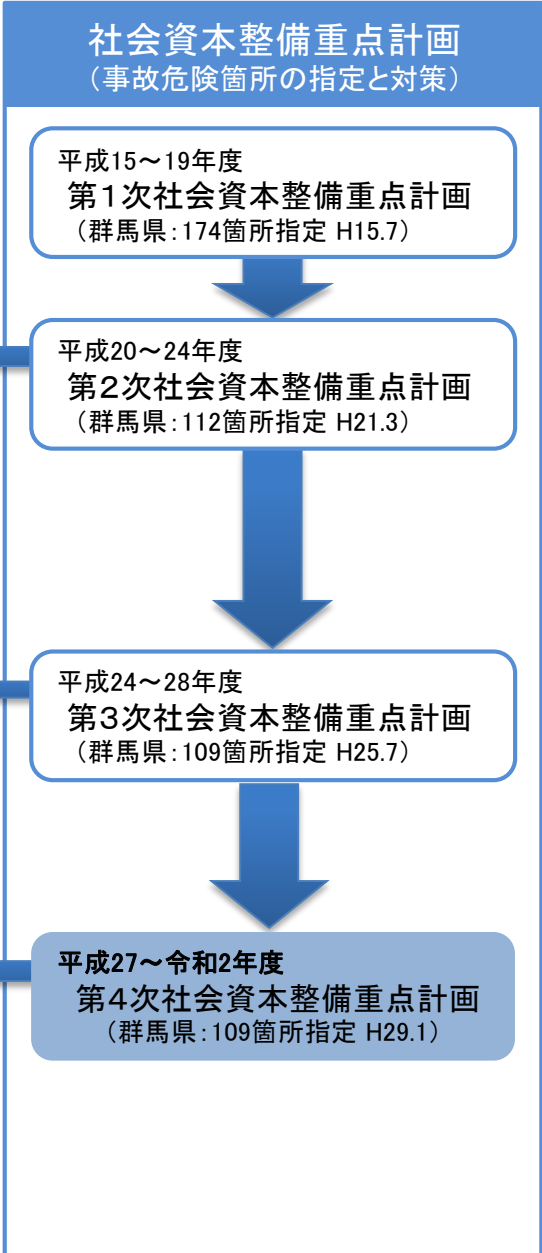 社会資本整備重点計画
（事故危険箇所の指定と対策）
平成15～19年度
第１次社会資本整備重点計画
（群馬県：174箇所指定 H15.7）
平成20～24年度
第２次社会資本整備重点計画
（群馬県：112箇所指定 H21.3）
平成24～28年度
第３次社会資本整備重点計画
（群馬県：109箇所指定 H25.7）
平成27～令和2年度
第４次社会資本整備重点計画
（群馬県：109箇所指定 H29.1）